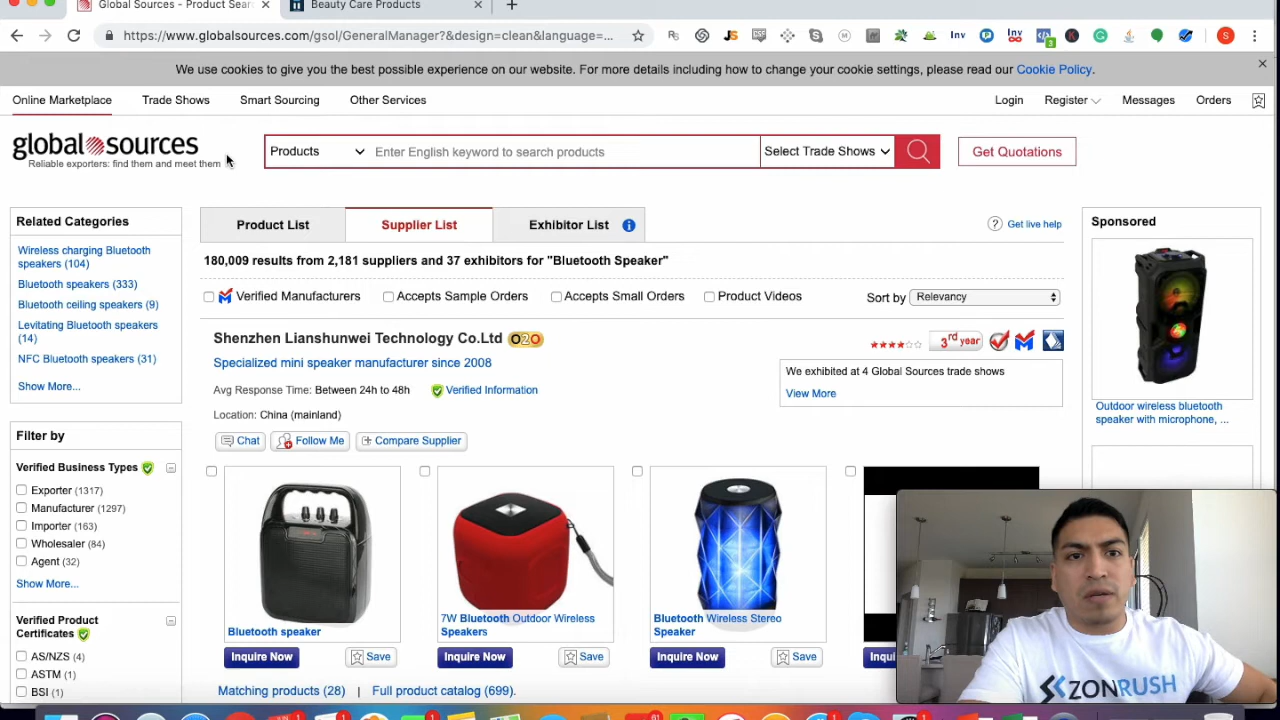 Global Sources - Product Sear
Beauty Care Products
https://www.globalsources.com/gsol/GeneralManager?&design=clean&language=...
We use cookies to give you the best possible experience on our website. For more details including how to change your cookie settings, please read our Cookie Policy.
Online Marketplace
Trade Shows
Smart Sourcing
Other Services
Login
Register
Messages
Orders
global sources
Reliable exporters: find them and meet them
Products
Enter English keyword to search products
Select Trade Shows
Get Quotations
Related Categories
Wireless charging Bluetooth
speakers (104)
Bluetooth speakers (333)
Bluetooth ceiling speakers (9)
Levitating Bluetooth speakers
(14)
NFC Bluetooth speakers (31)
Show More...
Filter by
Verified Business Types
Exporter (1317)
Manufacturer (1297)
Importer (163)
Wholesaler (84)
Agent (32)
Show More...
Verified Product
Certificates
AS/NZS (4)
ASTM (1)
BSI (1)
Product List
Supplier List
Exhibitor List
Get live help
180,009 results from 2,181 suppliers and 37 exhibitors for "Bluetooth Speaker"
Verified Manufacturers
Accepts Sample Orders
Accepts Small Orders
Product Videos
Sort by
Relevancy
Shenzhen Lianshunwei Technology Co.Ltd O2O
3rd year
Specialized mini speaker manufacturer since 2008
Avg Response Time: Between 24h to 48h
Verified Information
Location: China (mainland)
We exhibited at 4 Global Sources trade shows
View More
Chat
Follow Me
Compare Supplier
Bluetooth speaker
7W Bluetooth Outdoor Wireless
Speakers
Bluetooth Wireless Stereo
Speaker
Inquire Now
Save
Inquire Now
Save
Inquire Now
Save
Inqui
Matching products (28) | Full product catalog (699).
Sponsored
Outdoor wireless bluetooth
speaker with microphone, ...
ZONRUSH